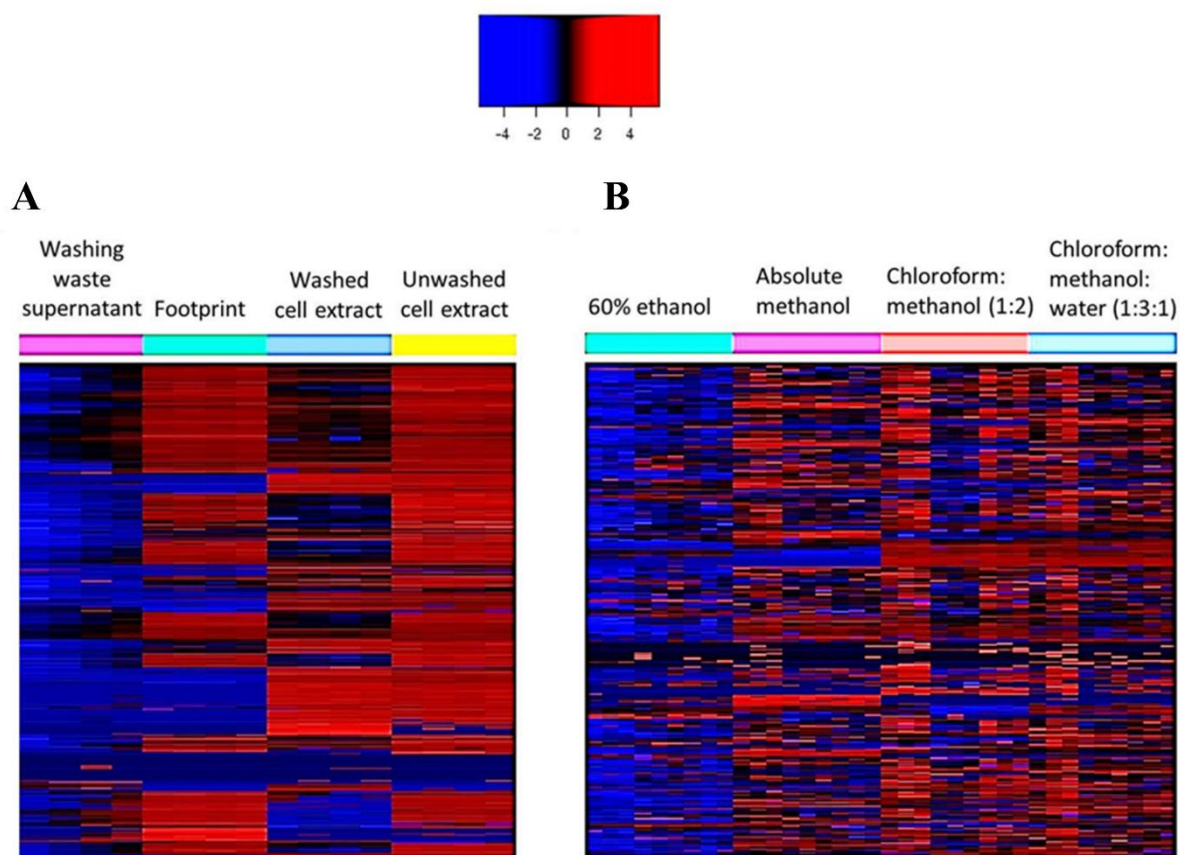 -4 -2 0 2 4
A
B
Washing
waste
supernatant
Footprint
Washed
cell extract
Unwashed
cell extract
60% ethanol
Absolute
methanol
Chloroform:
methanol (1:2)
Chloroform:
methanol:
water (1:3:1)